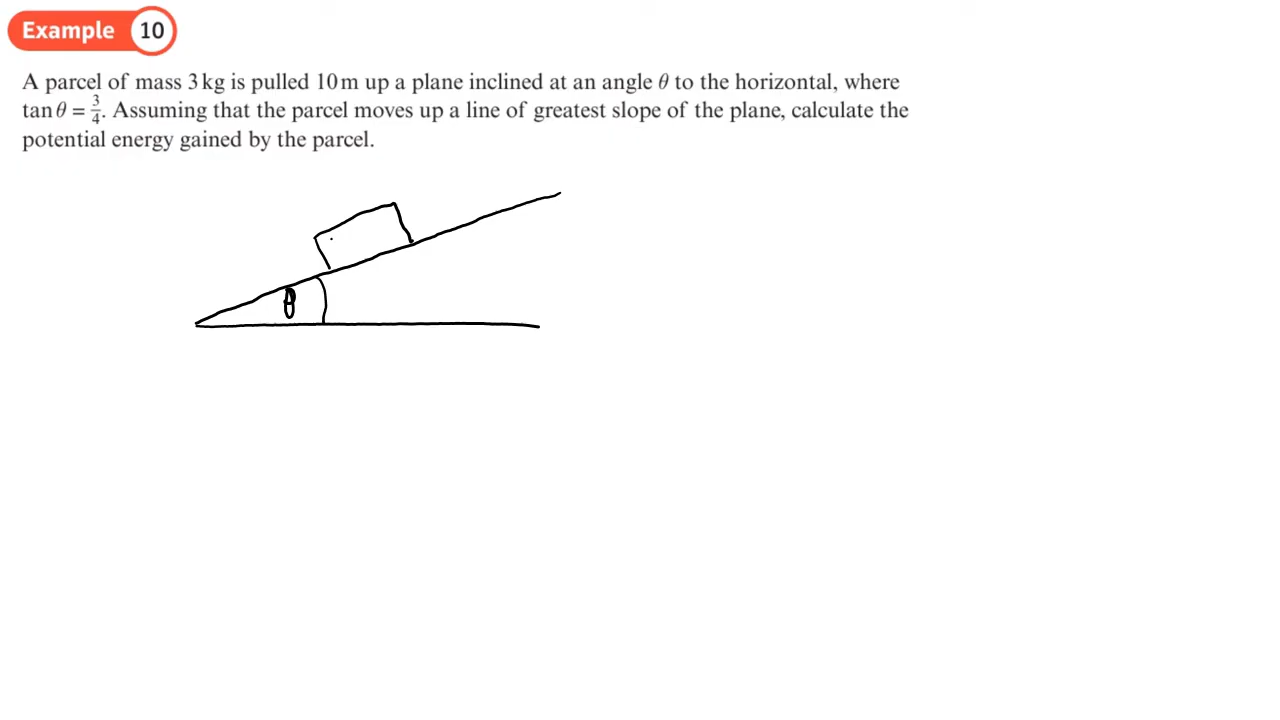 Example 10
A parcel of mass 3 kg is pulled 10 m up a plane inclined at an angle θ to the horizontal, where
tan θ = 3/4. Assuming that the parcel moves up a line of greatest slope of the plane, calculate the
potential energy gained by the parcel.
θ